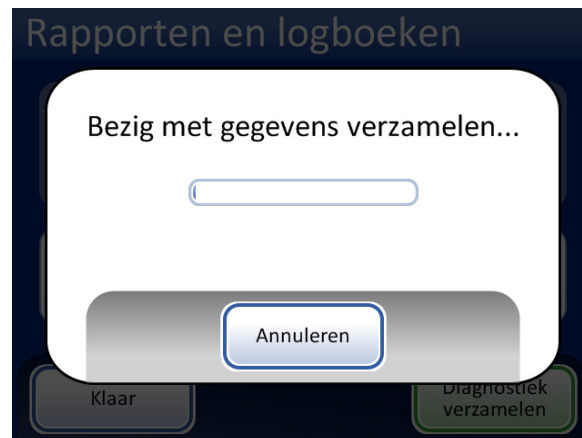 Rapporten en logboeken
Bezig met gegevens verzamelen...
Annuleren
Klaar
Diagnostiek
verzamelen